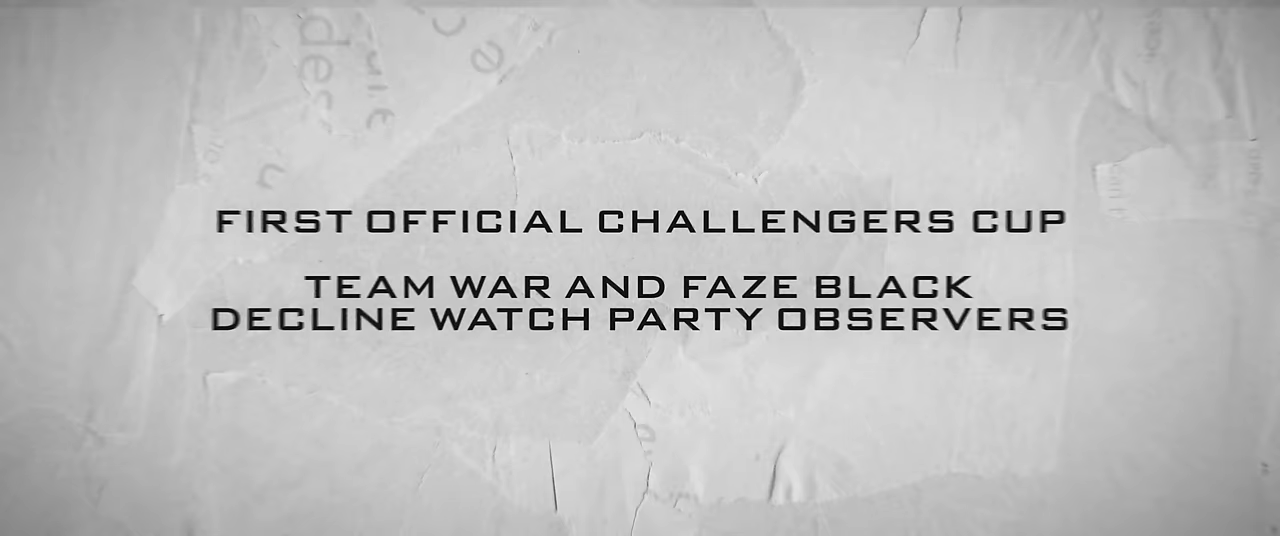 FIRST OFFICIAL CHALLENGERS CUP
TEAM WAR AND FAZE BLACK
DECLINE WATCH PARTY OBSERVERS